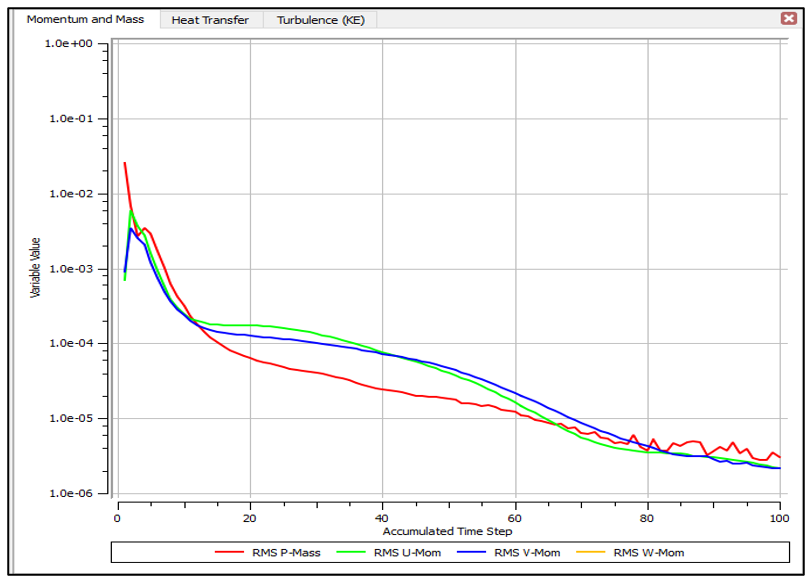 Momentum and Mass Heat Transfer Turbulence (KE)
1.0e+00
1.0e-01
1.0e-02
1.0e-03
1.0e-04
1.0e-05
1.0e-06
Variable Value
0 20 40 60 80 100
Accumulated Time Step
RMS P-Mass RMS U-Mom RMS V-Mom RMS W-Mom